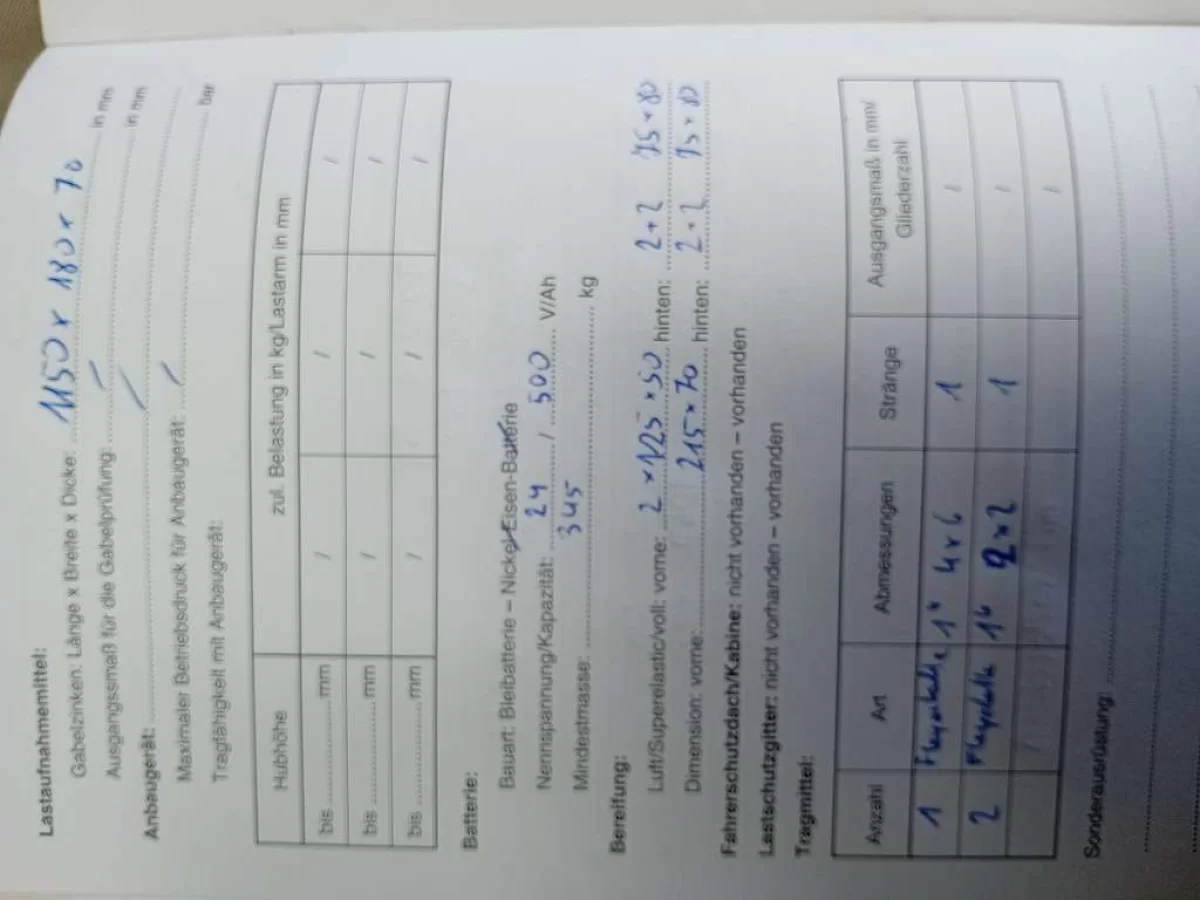 Lastaufnahmemittel:
Gabelzinken: Länge x Breite x Dicke: 1150 x 180 x 70 in mm
Ausgangssmaß für die Gabelprüfung: – in mm
Anbaugerät: –
Maximaler Betriebsdruck für Anbaugerät: – bar
Tragfähigkeit mit Anbaugerät:
Hubhöhe zul. Belastung in kg/Lastarm in mm
bis mm / / /
bis mm / / /
bis mm / / /
Batterie:
Bauart: Bleibatterie – Nickel-Eisen-Batterie
Nennspannung/Kapazität: 24 / 500 V/Ah
Mindestmasse: 345 kg
Bereifung:
Luft/Superelastic/voll: vorne: 2 x 125 x 50 hinten: 2 + 2 75 x 80
Dimension: vorne: 215 x 70 hinten: 2 + 2 75 x 80
Fahrerschutzdach/Kabine: nicht vorhanden – vorhanden
Lastschutzgitter: nicht vorhanden – vorhanden
Tragmittel:
Anzahl Art Abmessungen Stränge Ausgangsmaß in mm/
Gliederzahl
1 Flyerkette 1" 4 x 6 1 /
2 Flyerkette 2 x 2 1 /
/
Sonderausrüstung: